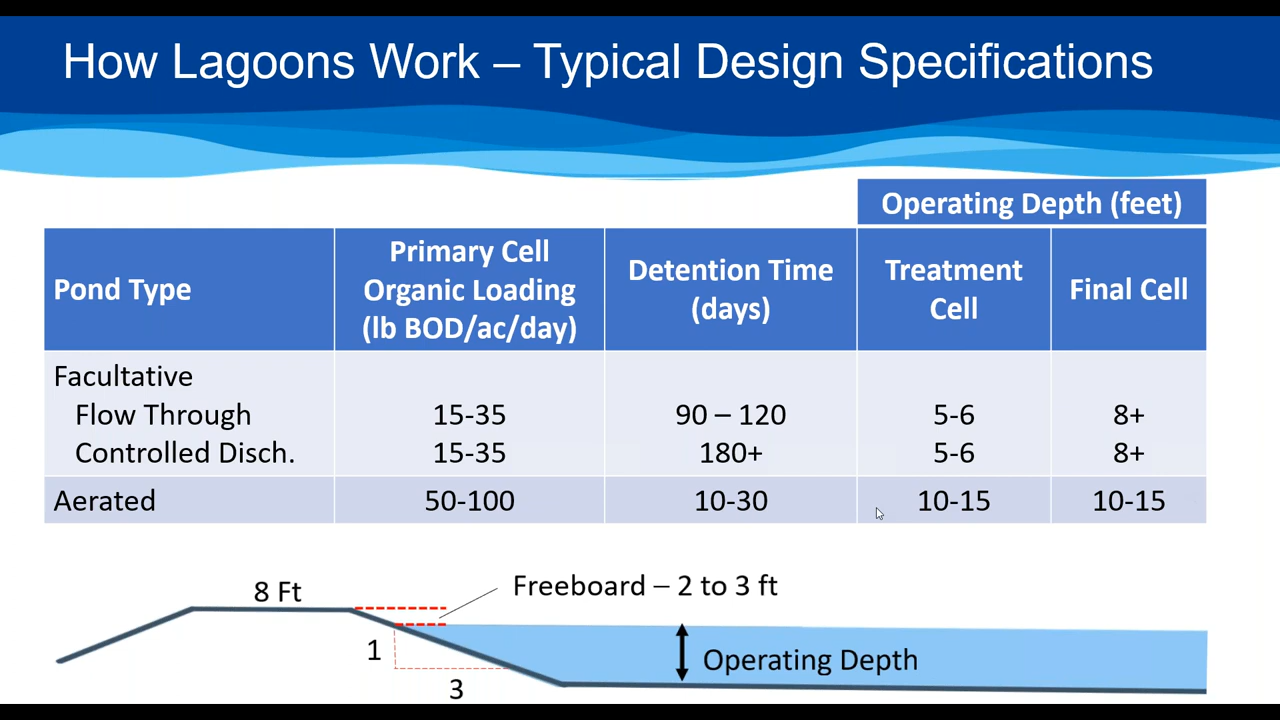 How Lagoons Work – Typical Design Specifications
Operating Depth (feet)
Pond Type
Primary Cell
Organic Loading
(lb BOD/ac/day)
Detention Time
(days)
Treatment
Cell
Final Cell
Facultative
Flow Through 15-35 90 – 120 5-6 8+
Controlled Disch. 15-35 180+ 5-6 8+
Aerated 50-100 10-30 10-15 10-15
8 Ft
Freeboard – 2 to 3 ft
1
3
Operating Depth